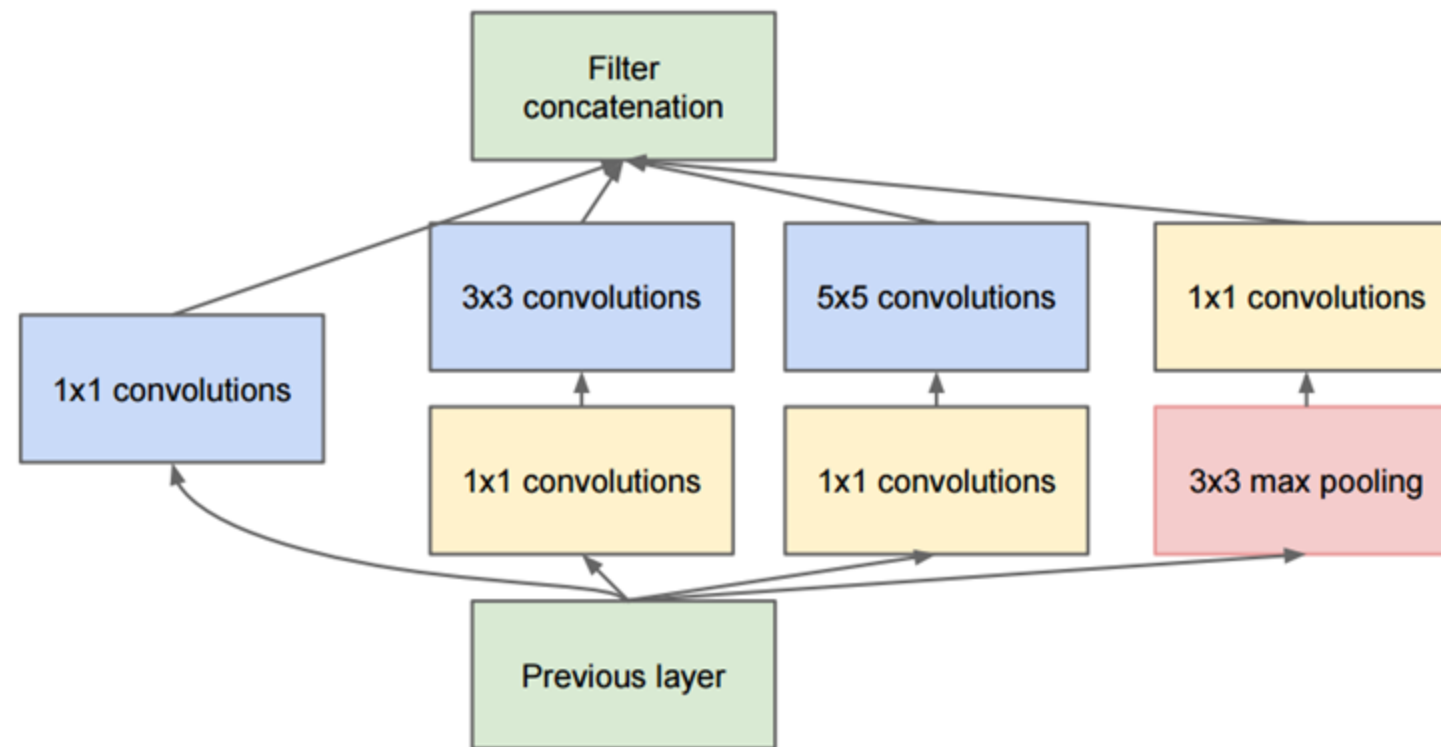 Filter
concatenation
3x3 convolutions
5x5 convolutions
1x1 convolutions
1x1 convolutions
1x1 convolutions
1x1 convolutions
3x3 max pooling
Previous layer